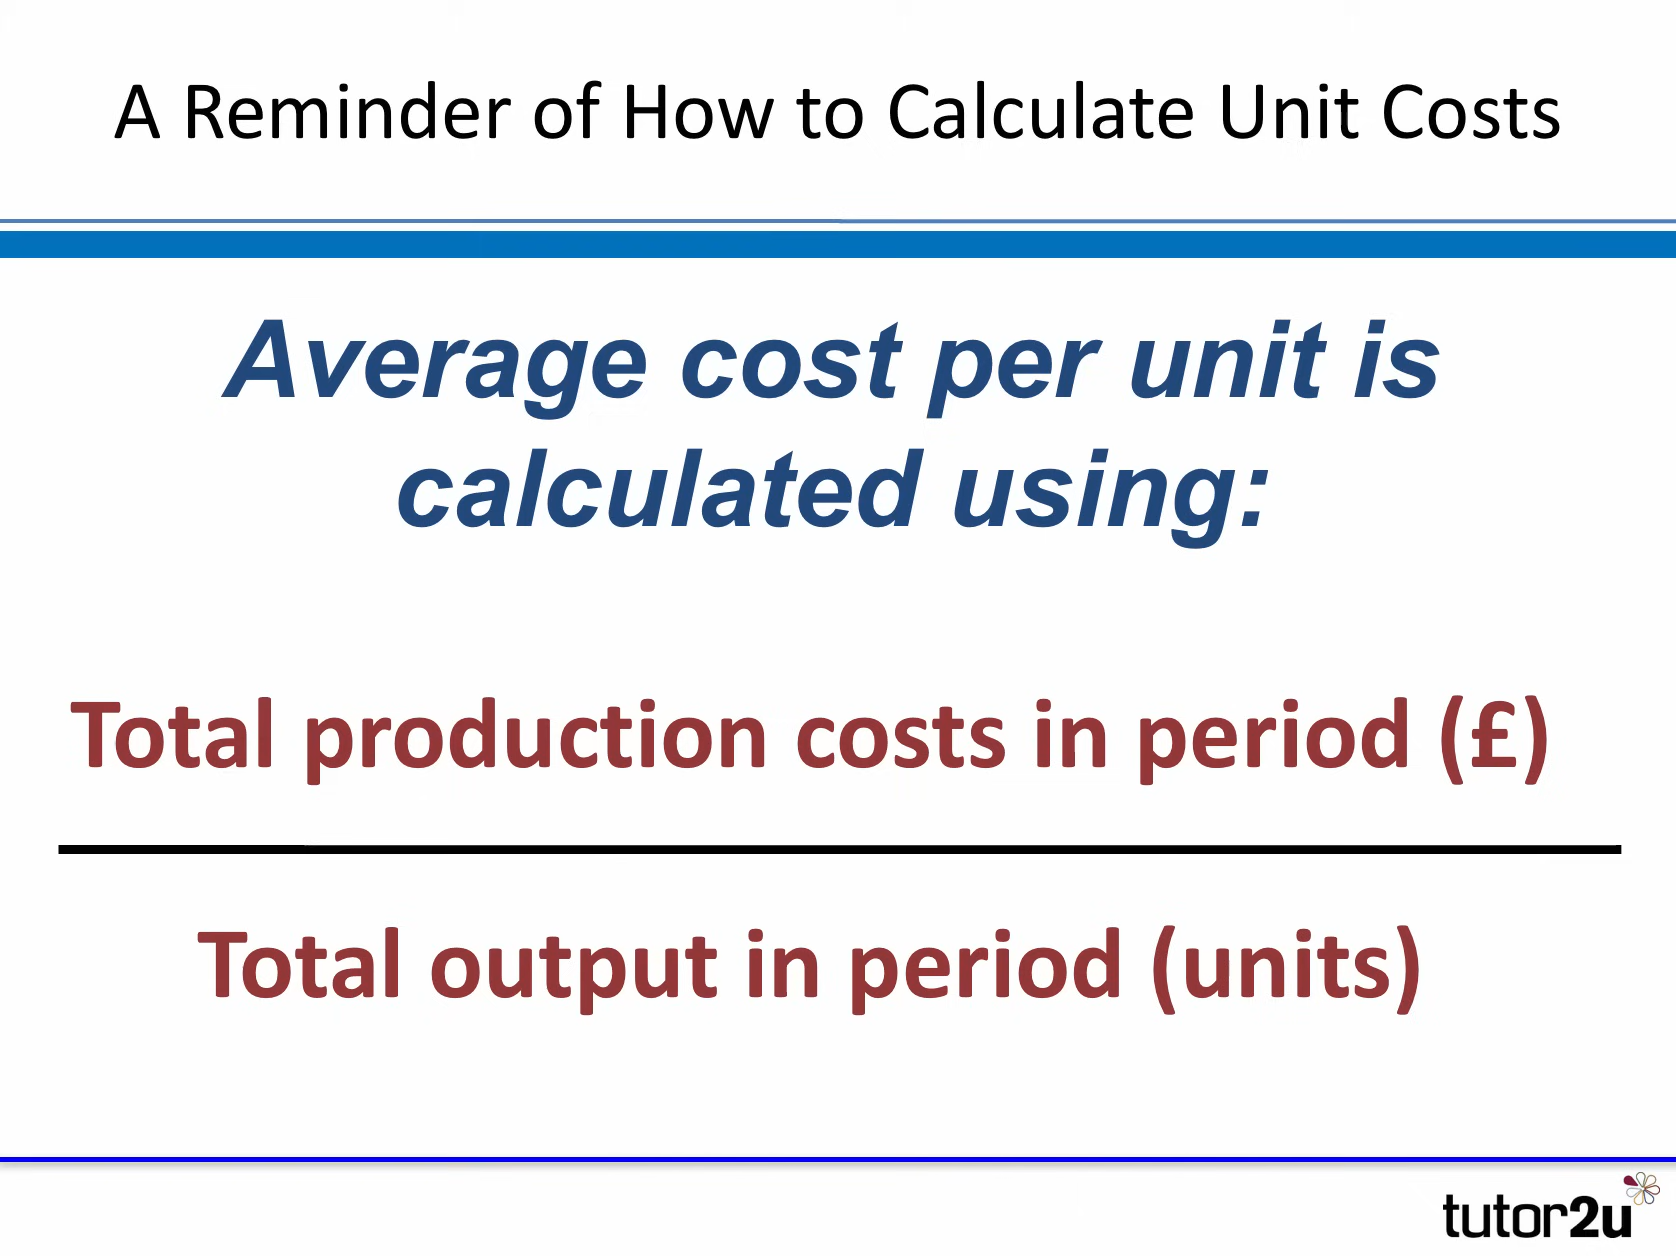 A Reminder of How to Calculate Unit Costs
Average cost per unit is
calculated using:
Total production costs in period (£)
Total output in period (units)
tutor2u